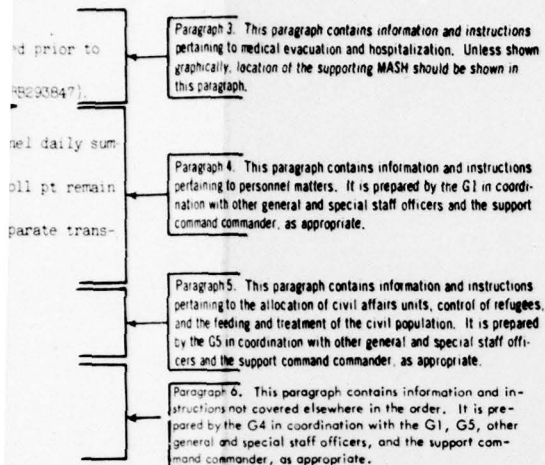 ed prior to
BB293847).
nel daily sum-
oll pt remain
parate trans-
Paragraph 3. This paragraph contains information and instructions
pertaining to medical evacuation and hospitalization. Unless shown
graphically, location of the supporting MASH should be shown in
this paragraph.
Paragraph 4. This paragraph contains information and instructions
pertaining to personnel matters. It is prepared by the G1 in coordi-
nation with other general and special staff officers and the support
command commander, as appropriate.
Paragraph 5. This paragraph contains information and instructions
pertaining to the allocation of civil affairs units, control of refugees,
and the feeding and treatment of the civil population. It is prepared
by the G5 in coordination with other general and special staff offi-
cers and the support command commander, as appropriate.
Paragraph 6. This paragraph contains information and in-
structions not covered elsewhere in the order. It is pre-
pared by the G4 in coordination with the G1, G5, other
general and special staff officers, and the support com-
mand commander, as appropriate.